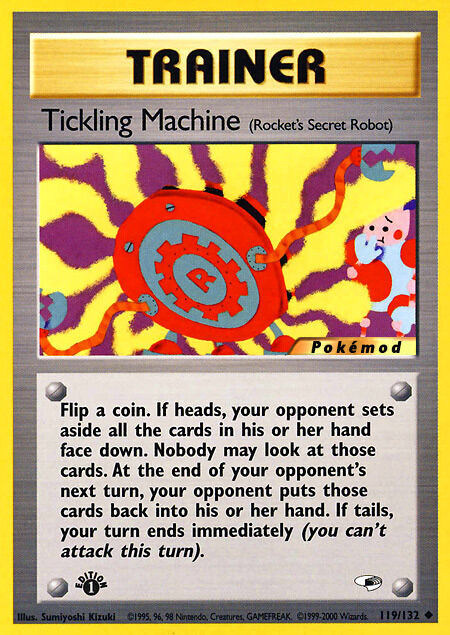 TRAINER
Tickling Machine (Rocket's Secret Robot)
R
Pokémod
Flip a coin. If heads, your opponent sets
aside all the cards in his or her hand
face down. Nobody may look at those
cards. At the end of your opponent's
next turn, your opponent puts those
cards back into his or her hand. If tails,
your turn ends immediately (you can't
attack this turn).
EDITION
1
Illus. Sumiyoshi Kizuki ©1995, 96, 98 Nintendo, Creatures, GAMEFREAK. ©1999-2000 Wizards. 119/132 ◆